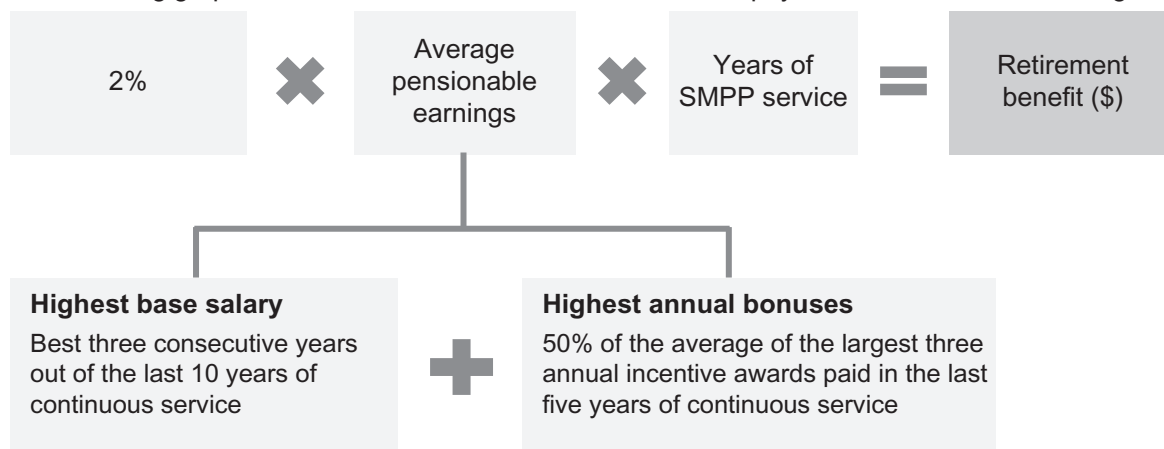 2%
Average
pensionable
earnings
Years of
SMPP service
Retirement
benefit ($)
Highest base salary
Best three consecutive years
out of the last 10 years of
continuous service
Highest annual bonuses
50% of the average of the largest three
annual incentive awards paid in the last
five years of continuous service